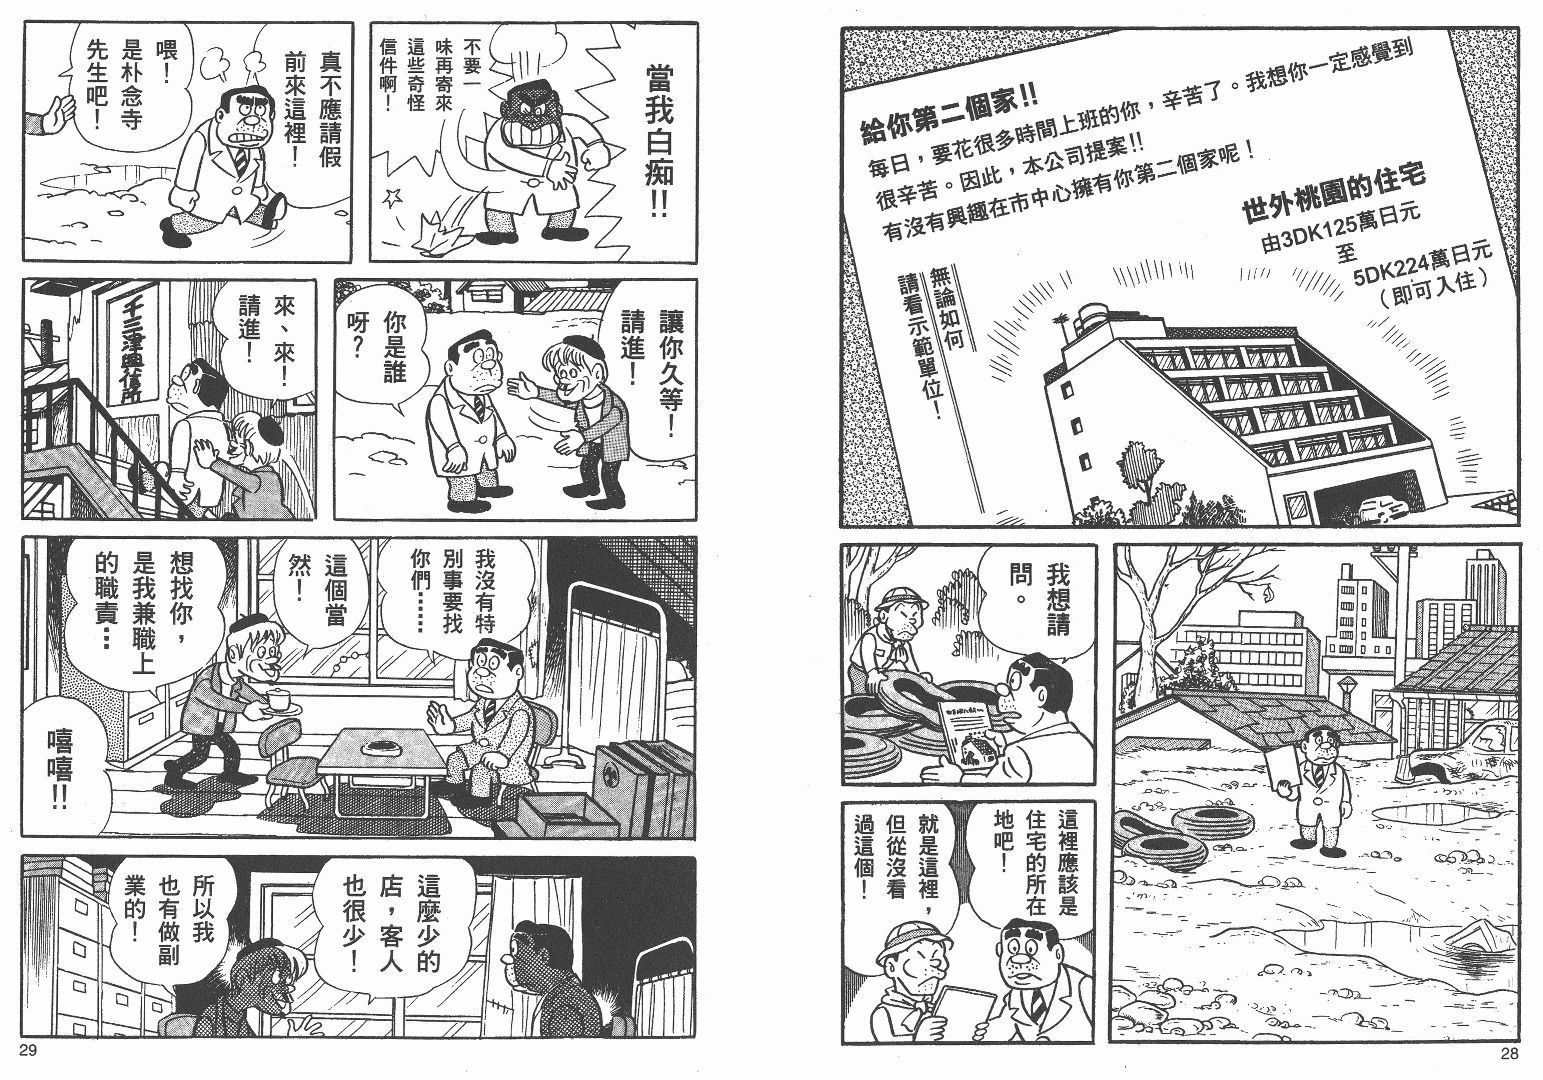 給你第二個家!!
每日，要花很多時間上班的你，辛苦了。我想你一定感覺到
很辛苦。因此，本公司提案!!
有沒有興趣在市中心擁有你第二個家呢！
世外桃園的住宅
由3DK125萬日元
至
5DK224萬日元
（即可入住）
無論如何
請看示範單位！
我想請
問。
這裡應該是
住宅的所在
地吧！
就是這裡，
但從沒看
過這個！
28
當我白痴!!
不要一
味再寄來
這些奇怪
信件啊！
真不應請假
前來這裡！
喂！
是朴念寺
先生吧！
讓你久等！
請進！
你是誰
呀？
來、來！
請進！
千三津興信所
我沒有特
別事要找
你們……
這個當
然！
想找你，
是我兼職上
的職責…
嘻嘻!!
這麼少的
店，客人
也很少！
所以我
也有做副
業的！
29